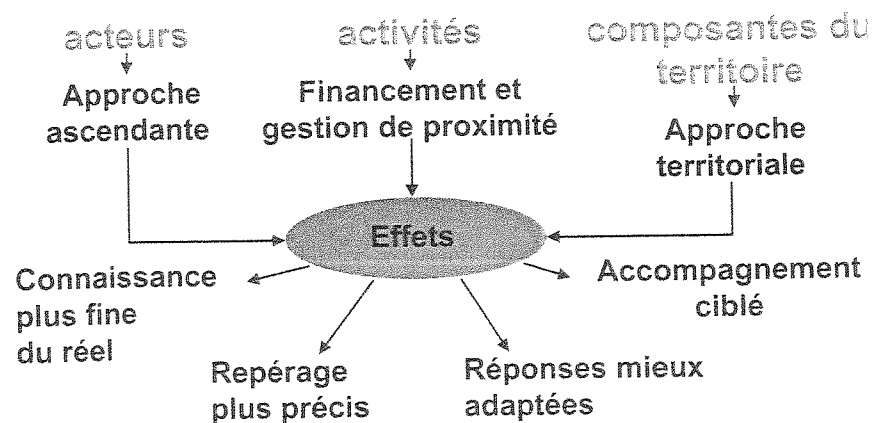 acteurs
activités
composantes du
territoire
Approche
ascendante
Financement et
gestion de proximité
Approche
territoriale
Effets
Connaissance
plus fine
du réel
Repérage
plus précis
Réponses mieux
adaptées
Accompagnement
ciblé